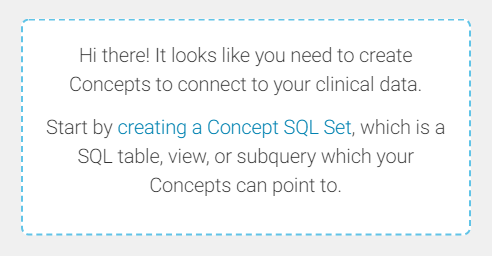 Hi there! It looks like you need to create
Concepts to connect to your clinical data.
Start by creating a Concept SQL Set, which is a
SQL table, view, or subquery which your
Concepts can point to.